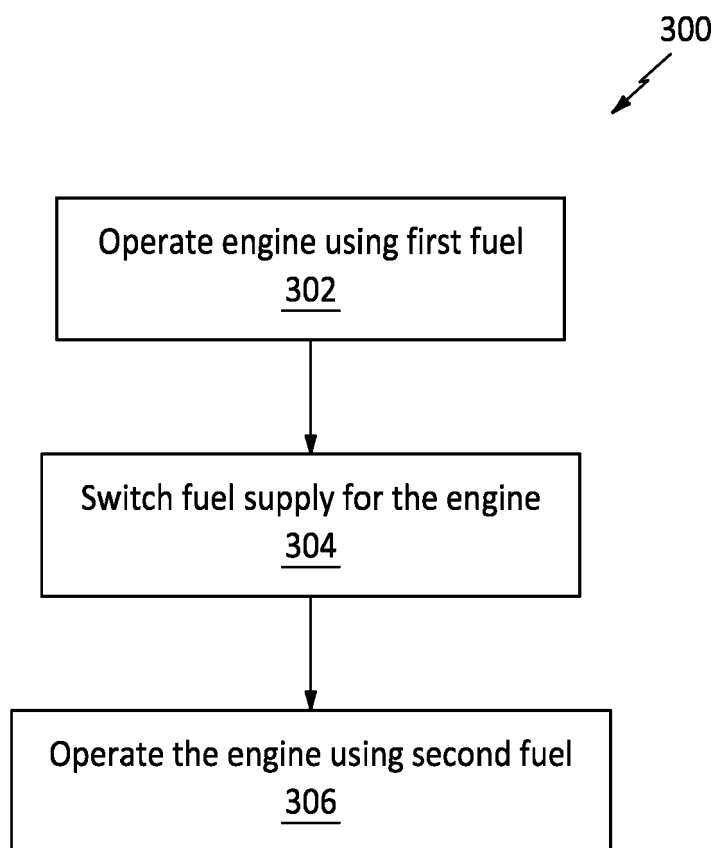 300
Operate engine using first fuel
302
Switch fuel supply for the engine
304
Operate the engine using second fuel
306